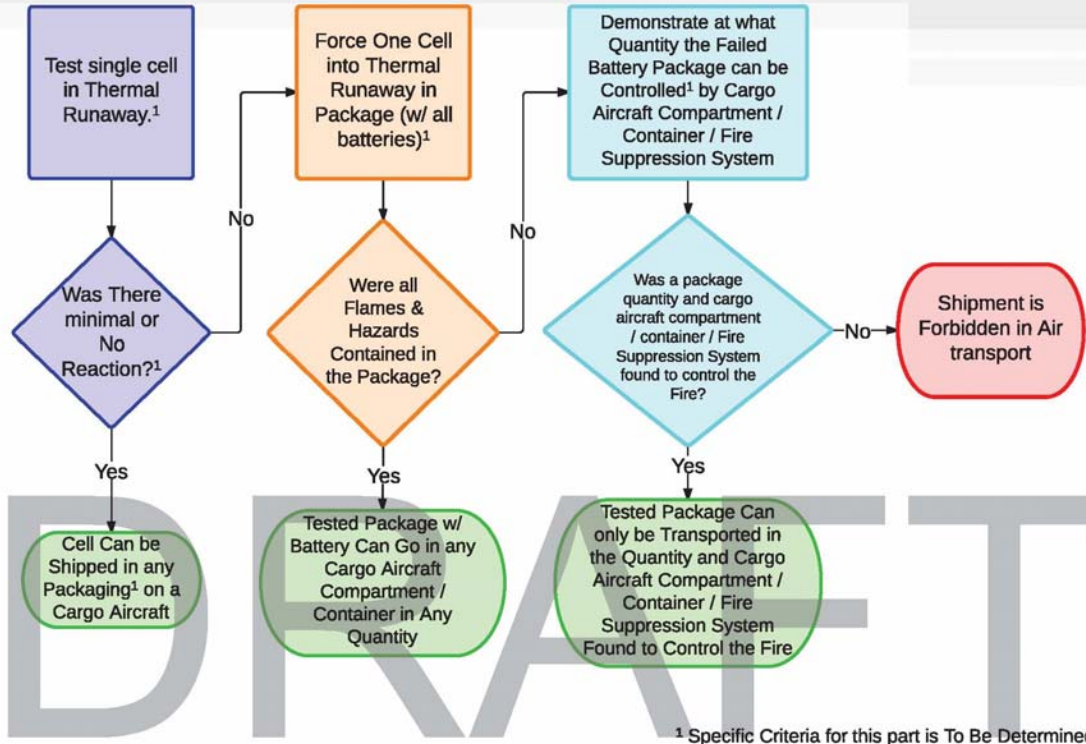 Test single cell
in Thermal
Runaway.¹
Force One Cell
into Thermal
Runaway in
Package (w/ all
batteries)¹
Demonstrate at what
Quantity the Failed
Battery Package can be
Controlled¹ by Cargo
Aircraft Compartment /
Container / Fire
Suppression System
No
No
Was There
minimal or
No
Reaction?¹
Were all
Flames &
Hazards
Contained in
the Package?
Was a package
quantity and cargo
aircraft compartment
/ container / Fire
Suppression System
found to control the
Fire?
No
Shipment is
Forbidden in Air
transport
Yes
Yes
Yes
Cell Can be
Shipped in any
Packaging¹ on a
Cargo Aircraft
Tested Package w/
Battery Can Go in any
Cargo Aircraft
Compartment /
Container in Any
Quantity
Tested Package Can
only be Transported in
the Quantity and Cargo
Aircraft Compartment /
Container / Fire
Suppression System
Found to Control the Fire
DRAFT
¹ Specific Criteria for this part is To Be Determined